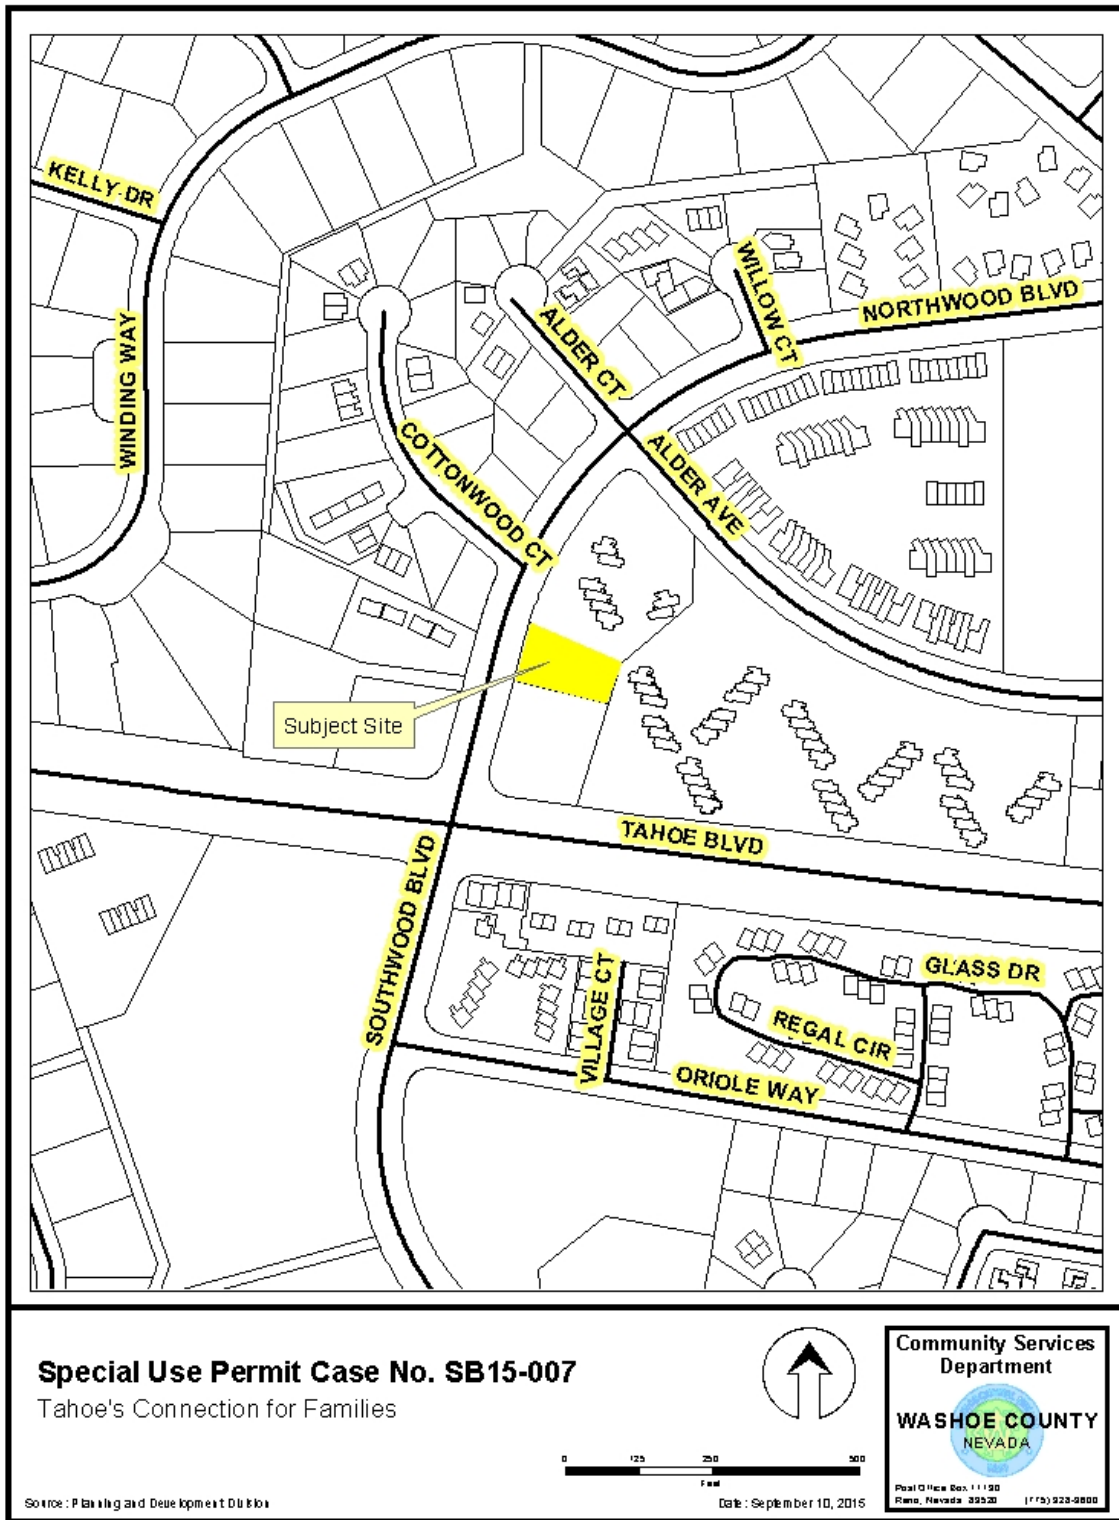 KELLY DR
WINDING WAY
COTTONWOOD CT
ALDER CT
WILLOW CT
NORTHWOOD BLVD
ALDER AVE
Subject Site
TAHOE BLVD
SOUTHWOOD BLVD
VILLAGE CT
GLASS DR
REGAL CIR
ORIOLE WAY
Special Use Permit Case No. SB15-007
Tahoe's Connection for Families
0 125 250 500
Feet
Source: Planning and Development Division
Date: September 10, 2015
Community Services
Department
WASHOE COUNTY
NEVADA
Post Office Box 11130
Reno, Nevada 89520 (775) 328-3600